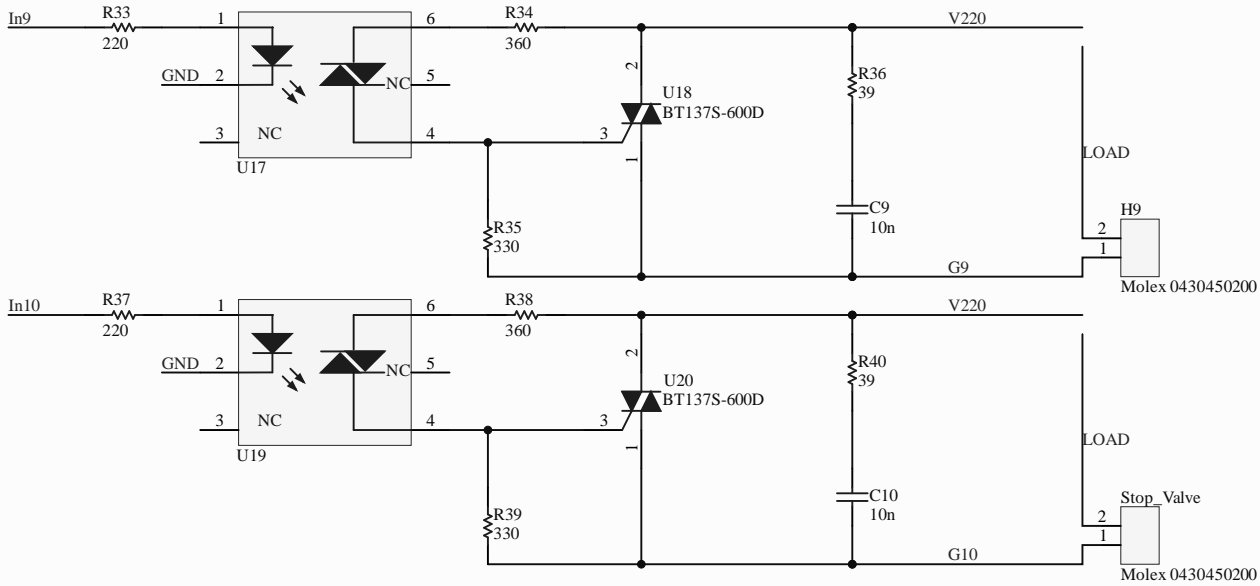 In9
R33
220
1
GND
2
3
NC
U17
NC
6
5
4
R34
360
R35
330
2
U18
BT137S-600D
3
1
V220
R36
39
C9
10n
G9
LOAD
H9
2
1
Molex 0430450200
In10
R37
220
1
GND
2
3
NC
U19
NC
6
5
4
R38
360
R39
330
2
U20
BT137S-600D
3
1
V220
R40
39
C10
10n
G10
LOAD
Stop_Valve
2
1
Molex 0430450200